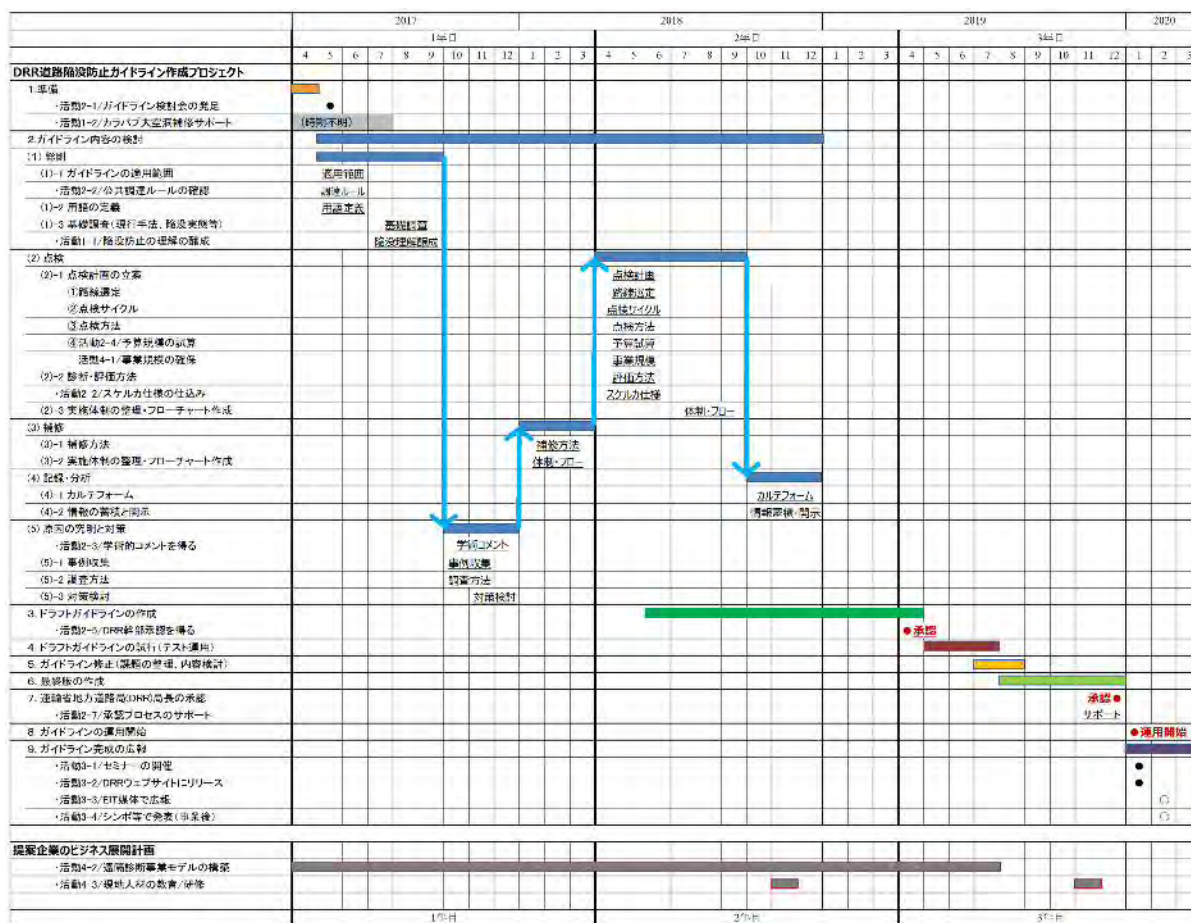 2017 2018 2019 2020
1年目 2年目 3年目
4 5 6 7 8 9 10 11 12 1 2 3 4 5 6 7 8 9 10 11 12 1 2 3 4 5 6 7 8 9 10 11 12 1 2 3
DRR道路陥没防止ガイドライン作成プロジェクト
1.準備
・活動2-1/ガイドライン検討会の発足 ●
・活動1-2/カラバプ大空洞補修サポート (時期不明)
2.ガイドライン内容の検討
(1) 総則
(1)-1 ガイドラインの適用範囲 適用範囲
・活動2-2/公共調達ルールの確認 調達ルール
(1)-2 用語の定義 用語定義
(1)-3 基礎調査(現行手法、陥没実態等) 基礎調査
・活動1-1/陥没防止の理解の醸成 陥没理解醸成
(2) 点検
(2)-1 点検計画の立案 点検計画
①路線選定 路線選定
②点検サイクル 点検サイクル
③点検方法 点検方法
④活動2-4/予算規模の試算 予算試算
活動4-1/事業規模の確保 事業規模
(2)-2 診断・評価方法 評価方法
・活動2-2/スケルカ仕様の仕込み スケルカ仕様
(2)-3 実施体制の整理・フローチャート作成 体制・フロー
(3) 補修
(3)-1 補修方法 補修方法
(3)-2 実施体制の整理・フローチャート作成 体制・フロー
(4) 記録・分析
(4)-1 カルテフォーム カルテフォーム
(4)-2 情報の蓄積と開示 情報蓄積・開示
(5) 原因の究明と対策
・活動2-3/学術的コメントを得る 学術コメント
(5)-1 事例収集 事例収集
(5)-2 調査方法 調査方法
(5)-3 対策検討 対策検討
3.ドラフトガイドラインの作成
・活動2-5/DRR幹部承認を得る ●承認
4.ドラフトガイドラインの試行(テスト運用)
5.ガイドライン修正(課題の整理、内容検討)
6.最終版の作成
7.運輸省地方道路局(DRR)局長の承認 承認●
・活動2-7/承認プロセスのサポート サポート
8.ガイドラインの運用開始 ●運用開始
9.ガイドライン完成の広報
・活動3-1/セミナーの開催 ●
・活動3-2/DRRウェブサイトにリリース ●
・活動3-3/EIT媒体で広報 ○
・活動3-4/シンポ等で発表(事業後) ○
提案企業のビジネス展開計画
・活動4-2/遠隔診断事業モデルの構築
・活動4-3/現地人材の教育/研修
1年目 2年目 3年目